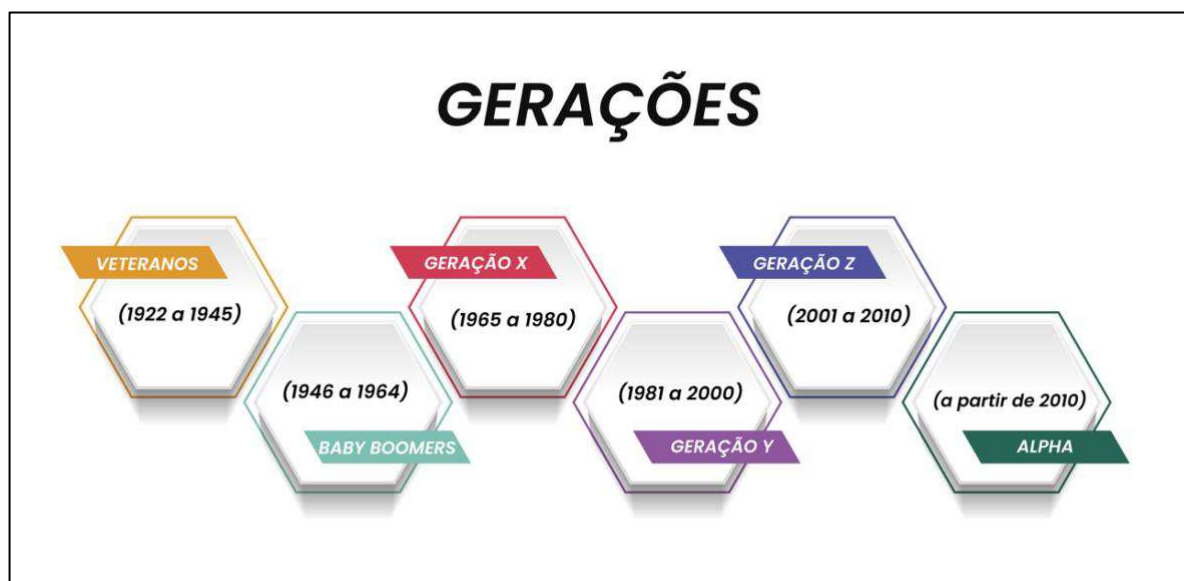 GERAÇÕES
VETERANOS
(1922 a 1945)
(1946 a 1964)
BABY BOOMERS
GERAÇÃO X
(1965 a 1980)
(1981 a 2000)
GERAÇÃO Y
GERAÇÃO Z
(2001 a 2010)
(a partir de 2010)
ALPHA